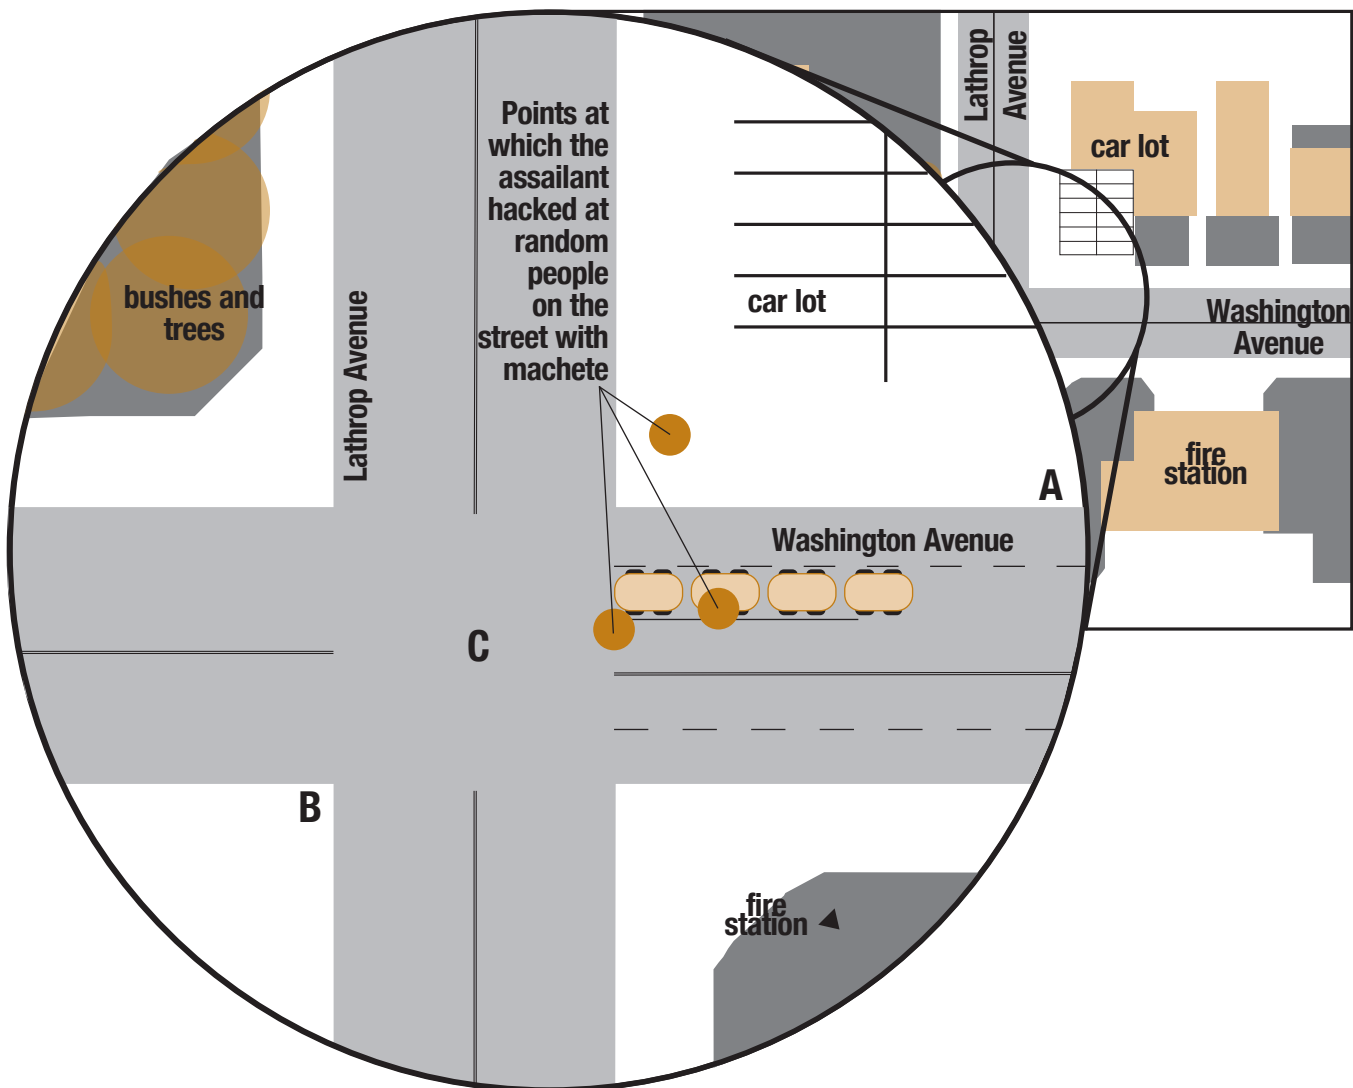 Points at
which the
assailant
hacked at
random
people
on the
street with
machete
bushes and
trees
Lathrop Avenue
car lot
A
Washington Avenue
C
B
fire
station
Lathrop
Avenue
car lot
Washington
Avenue
fire
station